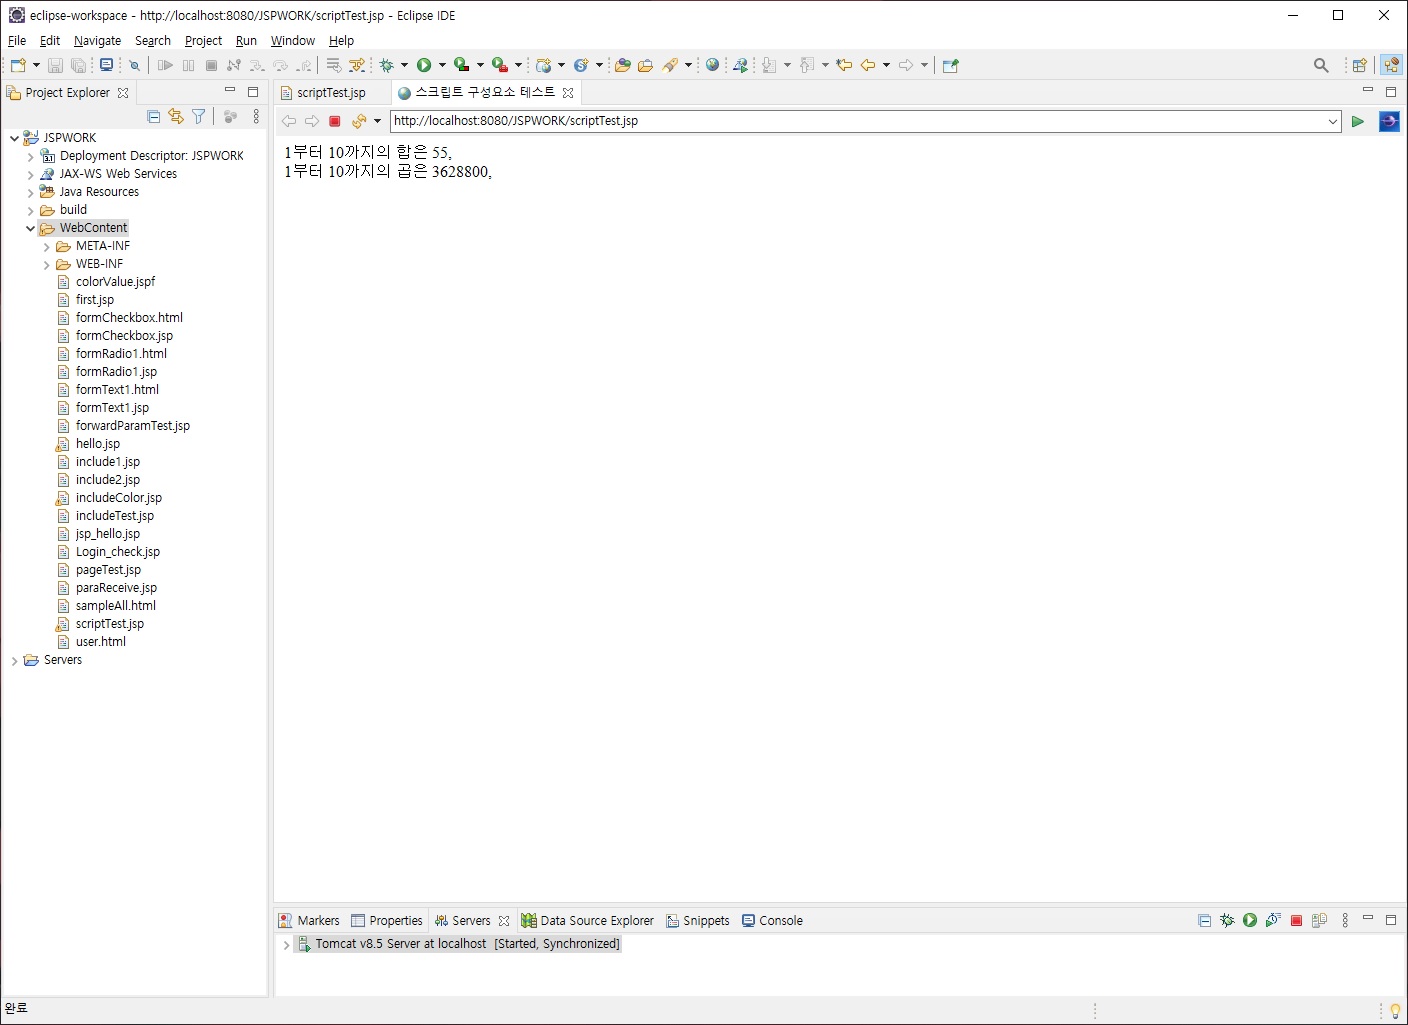 eclipse-workspace - http://localhost:8080/JSPWORK/scriptTest.jsp - Eclipse IDE
File Edit Navigate Search Project Run Window Help
Project Explorer
scriptTest.jsp
스크립트 구성요소 테스트
http://localhost:8080/JSPWORK/scriptTest.jsp
JSPWORK
Deployment Descriptor: JSPWORK
JAX-WS Web Services
Java Resources
build
WebContent
META-INF
WEB-INF
colorValue.jspf
first.jsp
formCheckbox.html
formCheckbox.jsp
formRadio1.html
formRadio1.jsp
formText1.html
formText1.jsp
forwardParamTest.jsp
hello.jsp
include1.jsp
include2.jsp
includeColor.jsp
includeTest.jsp
jsp_hello.jsp
Login_check.jsp
pageTest.jsp
paraReceive.jsp
sampleAll.html
scriptTest.jsp
user.html
Servers
1부터 10까지의 합은 55,
1부터 10까지의 곱은 3628800,
Markers Properties Servers Data Source Explorer Snippets Console
Tomcat v8.5 Server at localhost [Started, Synchronized]
완료